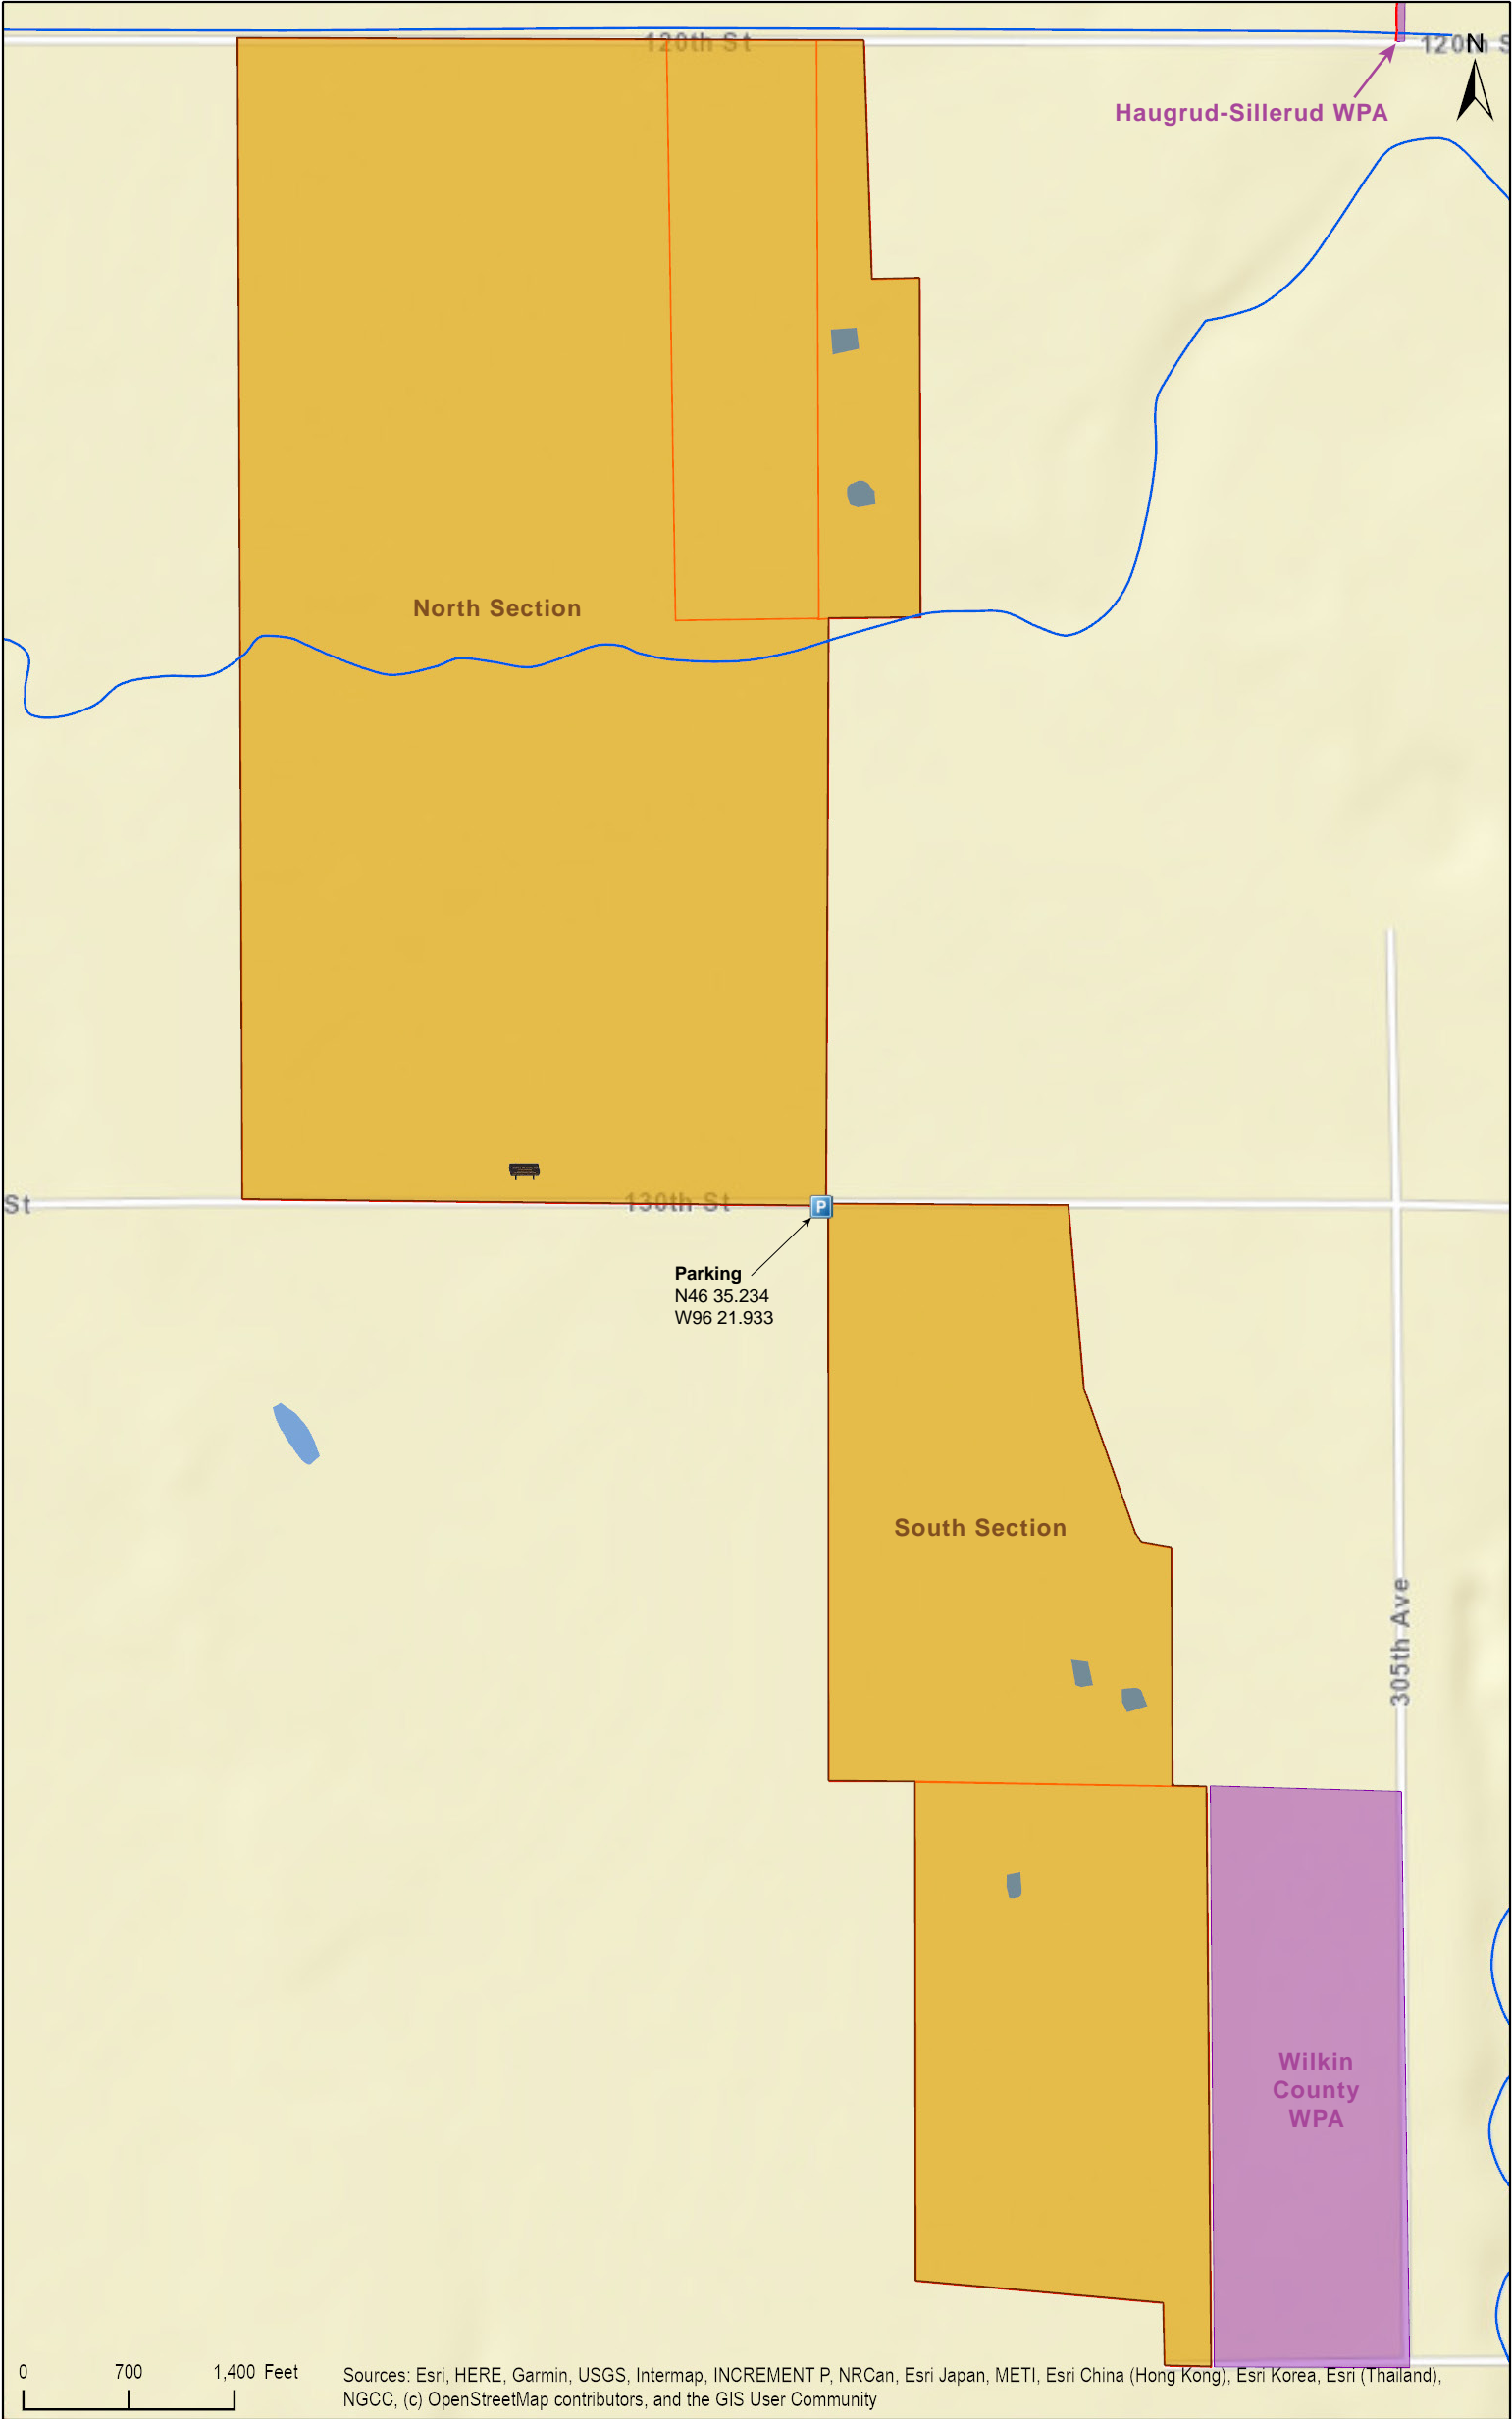 120th St
120th S
N
Haugrud-Sillerud WPA
North Section
St
130th St
P
Parking
N46 35.234
W96 21.933
South Section
305th Ave
Wilkin
County
WPA
0 700 1,400 Feet
Sources: Esri, HERE, Garmin, USGS, Intermap, INCREMENT P, NRCan, Esri Japan, METI, Esri China (Hong Kong), Esri Korea, Esri (Thailand),
NGCC, (c) OpenStreetMap contributors, and the GIS User Community